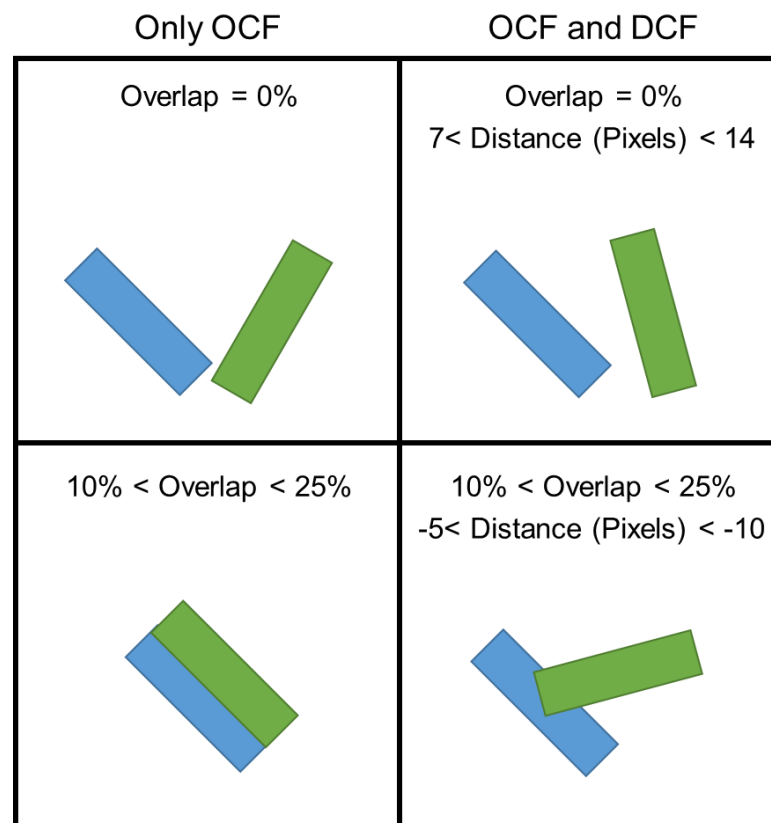 Only OCF
OCF and DCF
Overlap = 0%
Overlap = 0%
7< Distance (Pixels) < 14
10% < Overlap < 25%
10% < Overlap < 25%
-5< Distance (Pixels) < -10